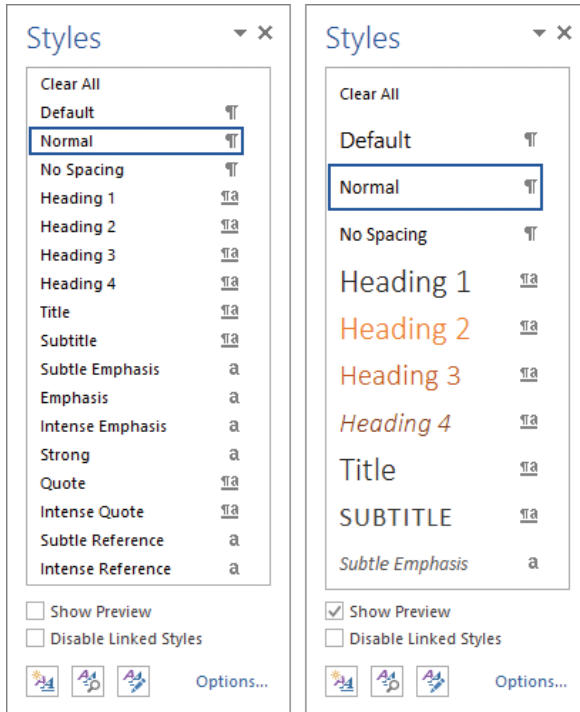 Styles
Clear All
Default ¶
Normal ¶
No Spacing ¶
Heading 1 ¶a
Heading 2 ¶a
Heading 3 ¶a
Heading 4 ¶a
Title ¶a
Subtitle ¶a
Subtle Emphasis a
Emphasis a
Intense Emphasis a
Strong a
Quote ¶a
Intense Quote ¶a
Subtle Reference a
Intense Reference a
Show Preview
Disable Linked Styles
Options...
Styles
Clear All
Default ¶
Normal ¶
No Spacing ¶
Heading 1 ¶a
Heading 2 ¶a
Heading 3 ¶a
Heading 4 ¶a
Title ¶a
SUBTITLE ¶a
Subtle Emphasis a
Show Preview
Disable Linked Styles
Options...